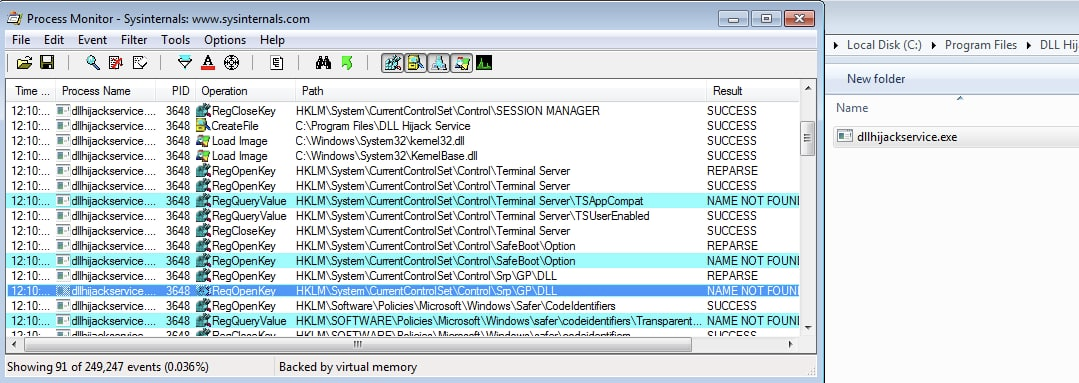 Process Monitor - Sysinternals: www.sysinternals.com
File Edit Event Filter Tools Options Help
Time ... Process Name PID Operation Path Result
12:10:... dllhijackservice.... 3648 RegCloseKey HKLM\System\CurrentControlSet\Control\SESSION MANAGER SUCCESS
12:10:... dllhijackservice.... 3648 CreateFile C:\Program Files\DLL Hijack Service SUCCESS
12:10:... dllhijackservice.... 3648 Load Image C:\Windows\System32\kernel32.dll SUCCESS
12:10:... dllhijackservice.... 3648 Load Image C:\Windows\System32\KernelBase.dll SUCCESS
12:10:... dllhijackservice.... 3648 RegOpenKey HKLM\System\CurrentControlSet\Control\Terminal Server REPARSE
12:10:... dllhijackservice.... 3648 RegOpenKey HKLM\System\CurrentControlSet\Control\Terminal Server SUCCESS
12:10:... dllhijackservice.... 3648 RegQueryValue HKLM\System\CurrentControlSet\Control\Terminal Server\TSAppCompat NAME NOT FOUND
12:10:... dllhijackservice.... 3648 RegQueryValue HKLM\System\CurrentControlSet\Control\Terminal Server\TSUserEnabled SUCCESS
12:10:... dllhijackservice.... 3648 RegCloseKey HKLM\System\CurrentControlSet\Control\Terminal Server SUCCESS
12:10:... dllhijackservice.... 3648 RegOpenKey HKLM\System\CurrentControlSet\Control\SafeBoot\Option REPARSE
12:10:... dllhijackservice.... 3648 RegOpenKey HKLM\System\CurrentControlSet\Control\SafeBoot\Option NAME NOT FOUND
12:10:... dllhijackservice.... 3648 RegOpenKey HKLM\System\CurrentControlSet\Control\Srp\GP\DLL REPARSE
12:10:... dllhijackservice.... 3648 RegOpenKey HKLM\System\CurrentControlSet\Control\Srp\GP\DLL NAME NOT FOUND
12:10:... dllhijackservice.... 3648 RegOpenKey HKLM\Software\Policies\Microsoft\Windows\Safer\CodeIdentifiers SUCCESS
12:10:... dllhijackservice.... 3648 RegQueryValue HKLM\SOFTWARE\Policies\Microsoft\Windows\safer\codeidentifiers\Transparent... NAME NOT FOUND
12:10:... dllhijackservice.... 3648 RegCloseKey HKLM\SOFTWARE\Policies\Microsoft\Windows\safer\codeidentifiers SUCCESS
Showing 91 of 249,247 events (0.036%) Backed by virtual memory
Local Disk (C:) Program Files DLL Hij
New folder
Name
dllhijackservice.exe